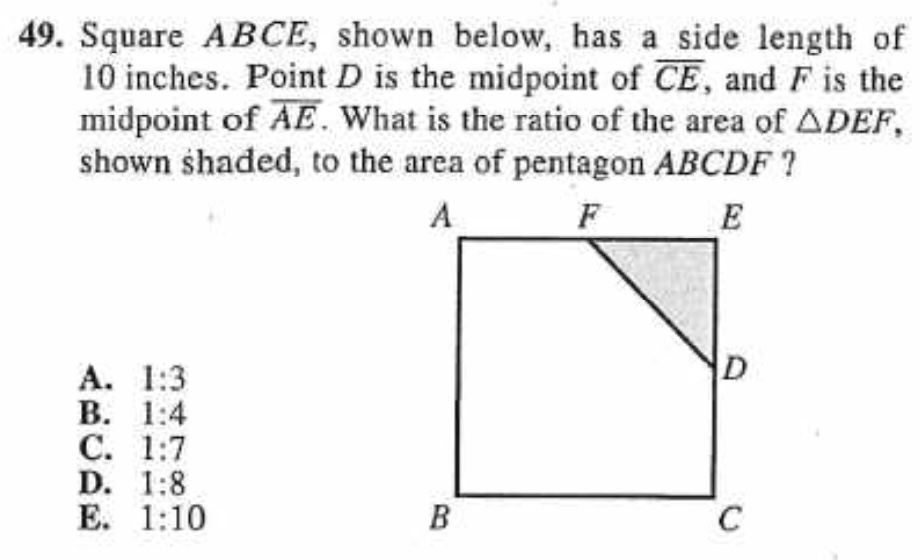 49. Square ABCE, shown below, has a side length of
10 inches. Point D is the midpoint of C̅E̅, and F is the
midpoint of A̅E̅. What is the ratio of the area of △DEF,
shown shaded, to the area of pentagon ABCDF ?
A F E
D
A. 1:3
B. 1:4
C. 1:7
D. 1:8
E. 1:10
B C